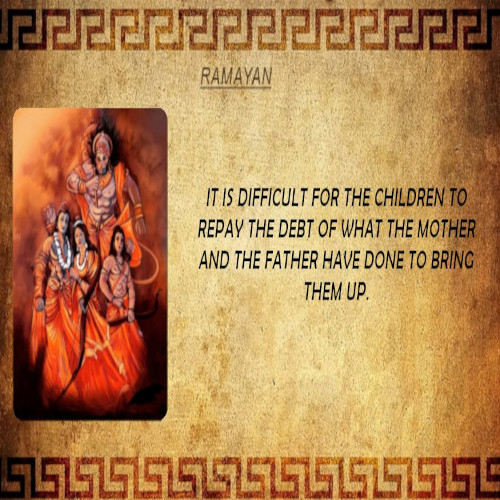 RAMAYAN
IT IS DIFFICULT FOR THE CHILDREN TO
REPAY THE DEBT OF WHAT THE MOTHER
AND THE FATHER HAVE DONE TO BRING
THEM UP.